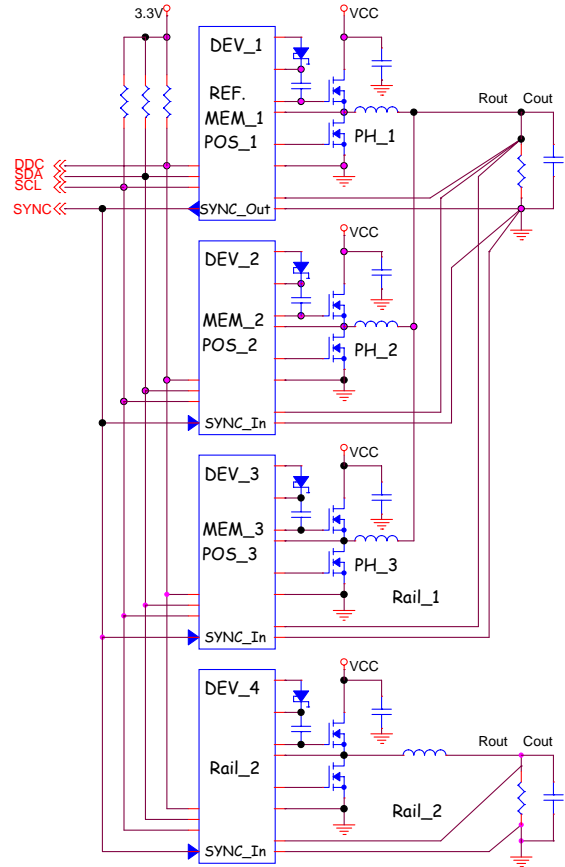 3.3V
VCC
DEV_1
REF.
MEM_1
POS_1
PH_1
Rout Cout
DDC
SDA
SCL
SYNC
SYNC_Out
VCC
DEV_2
MEM_2
POS_2
PH_2
SYNC_In
VCC
DEV_3
MEM_3
POS_3
PH_3
Rail_1
SYNC_In
VCC
DEV_4
Rail_2
Rout Cout
Rail_2
SYNC_In